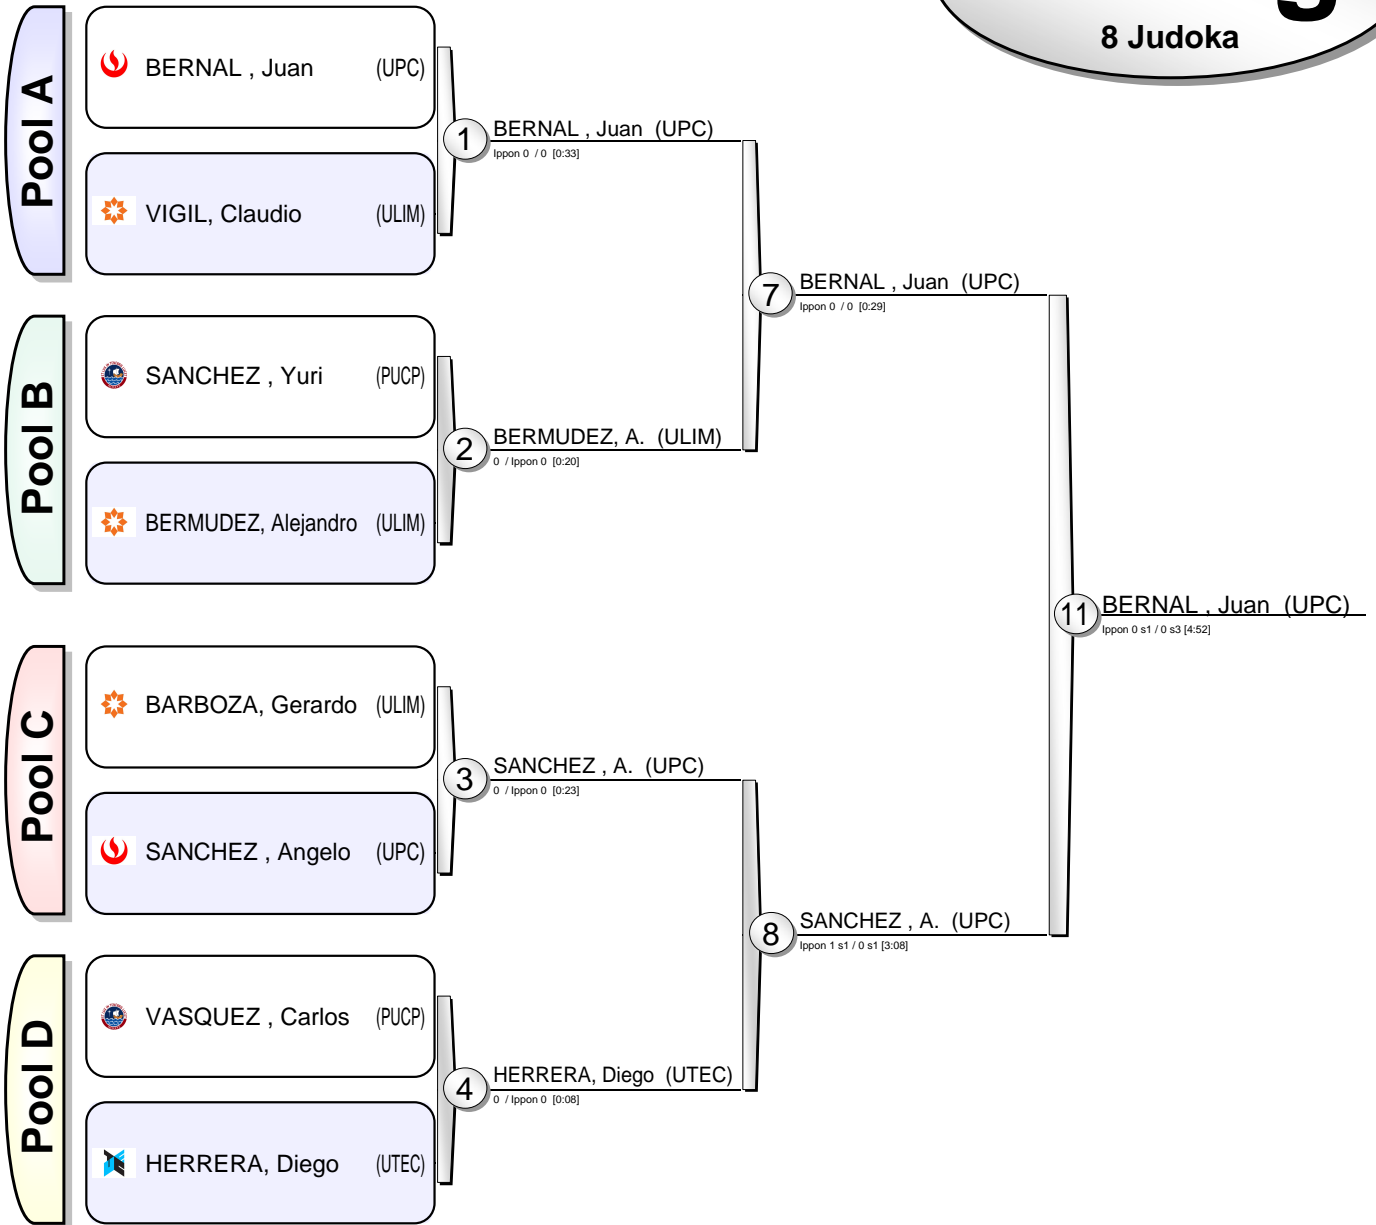 8 Judoka
Pool A
BERNAL , Juan (UPC)
VIGIL, Claudio (ULIM)
1 BERNAL , Juan (UPC)
Ippon 0 / 0 [0:33]
7 BERNAL , Juan (UPC)
Ippon 0 / 0 [0:29]
Pool B
SANCHEZ , Yuri (PUCP)
BERMUDEZ, Alejandro (ULIM)
2 BERMUDEZ, A. (ULIM)
0 / Ippon 0 [0:20]
11 BERNAL , Juan (UPC)
Ippon 0 s1 / 0 s3 [4:52]
Pool C
BARBOZA, Gerardo (ULIM)
SANCHEZ , Angelo (UPC)
3 SANCHEZ , A. (UPC)
0 / Ippon 0 [0:23]
8 SANCHEZ , A. (UPC)
Ippon 1 s1 / 0 s1 [3:08]
Pool D
VASQUEZ , Carlos (PUCP)
HERRERA, Diego (UTEC)
4 HERRERA, Diego (UTEC)
0 / Ippon 0 [0:08]